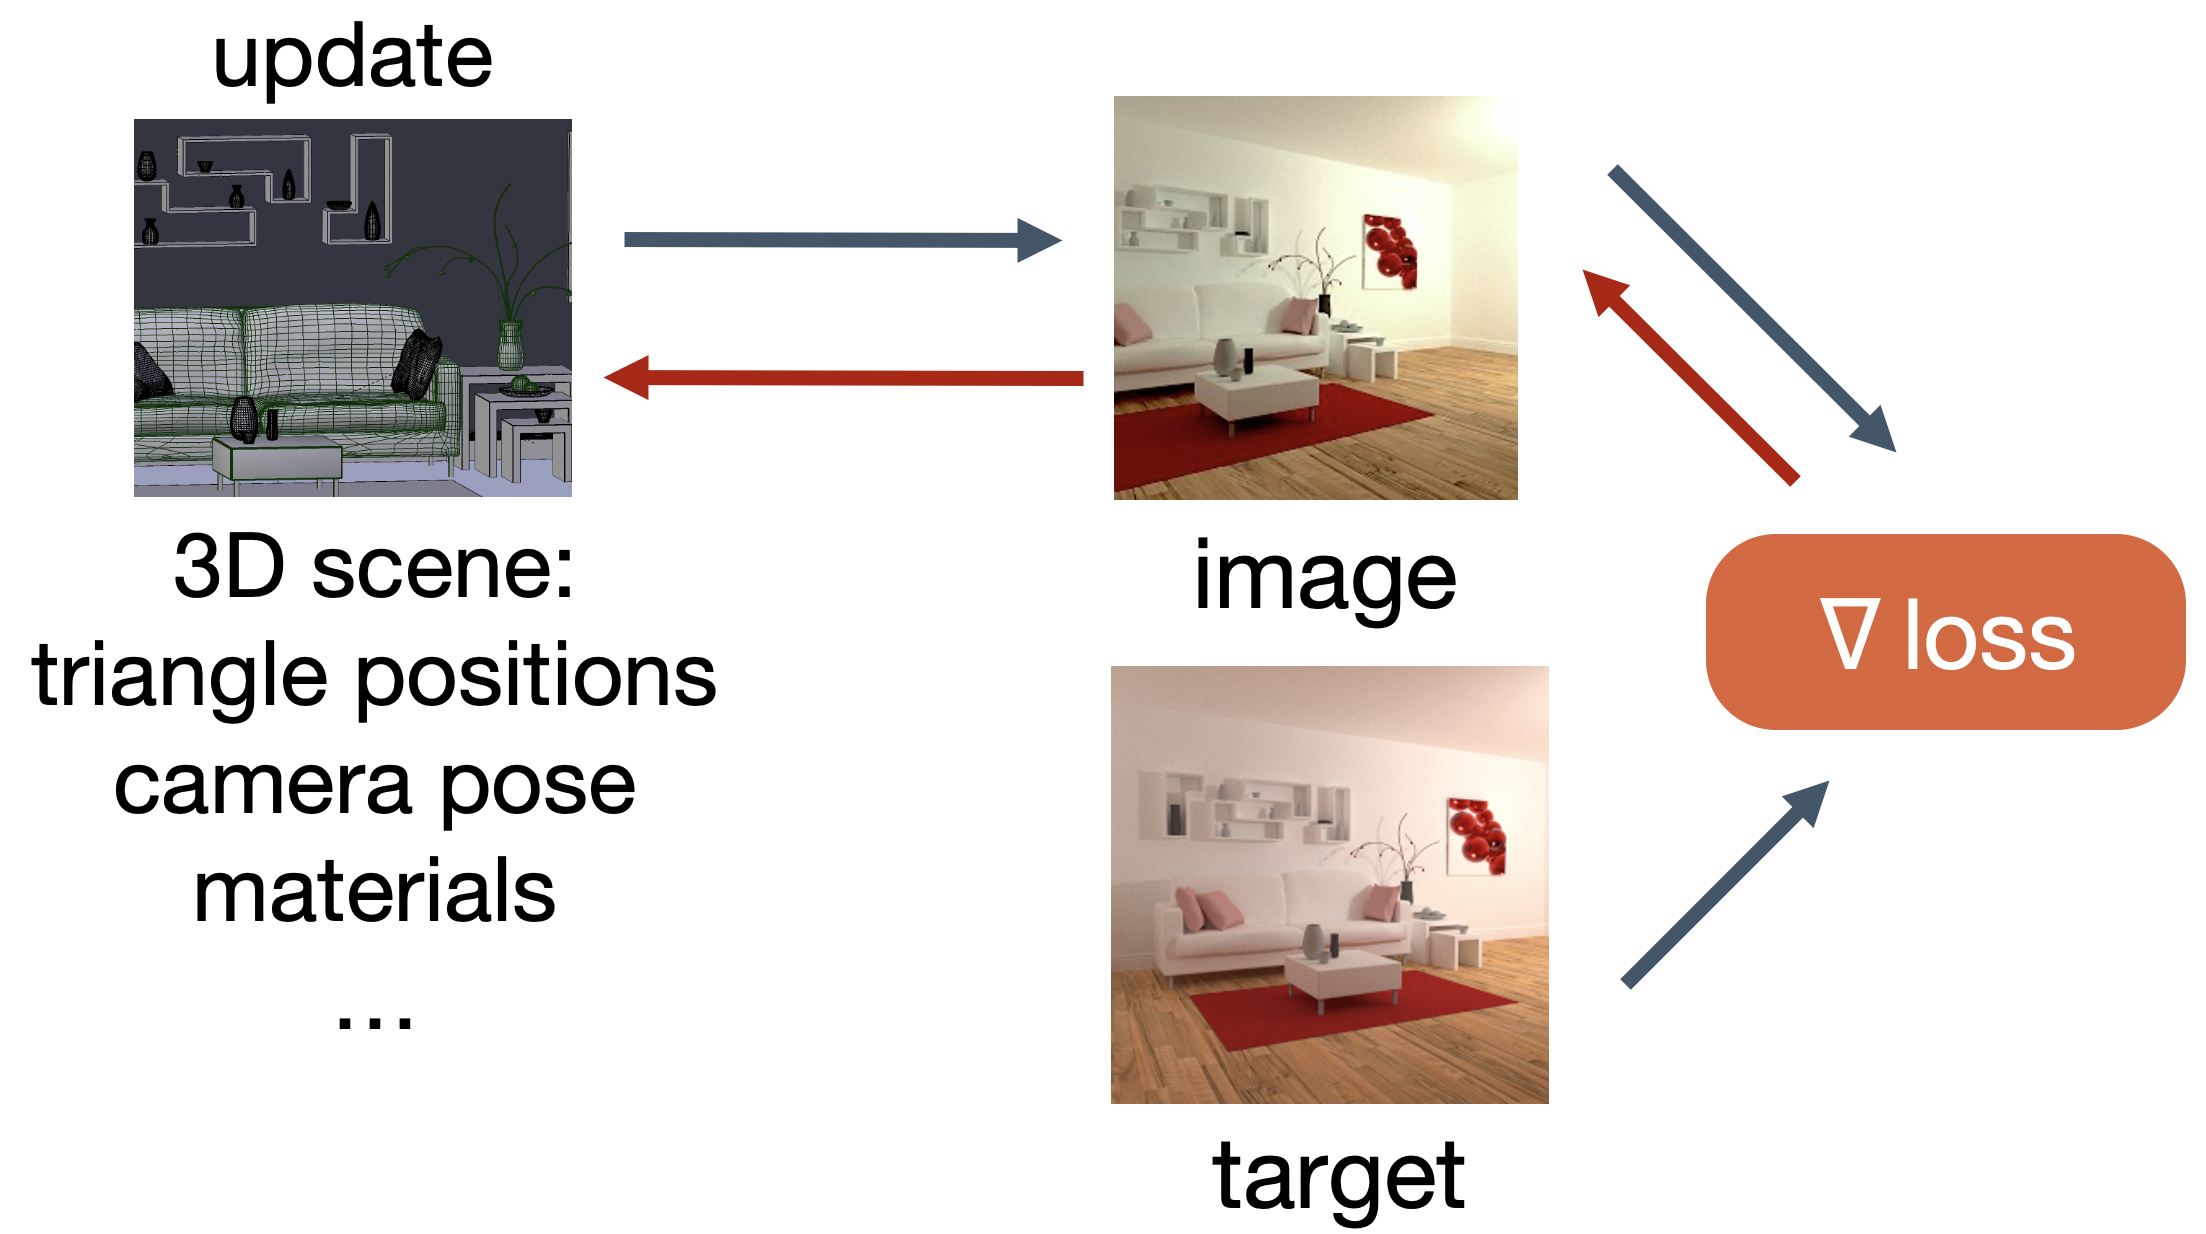 update
3D scene:
triangle positions
camera pose
materials
...
image
∇ loss
target